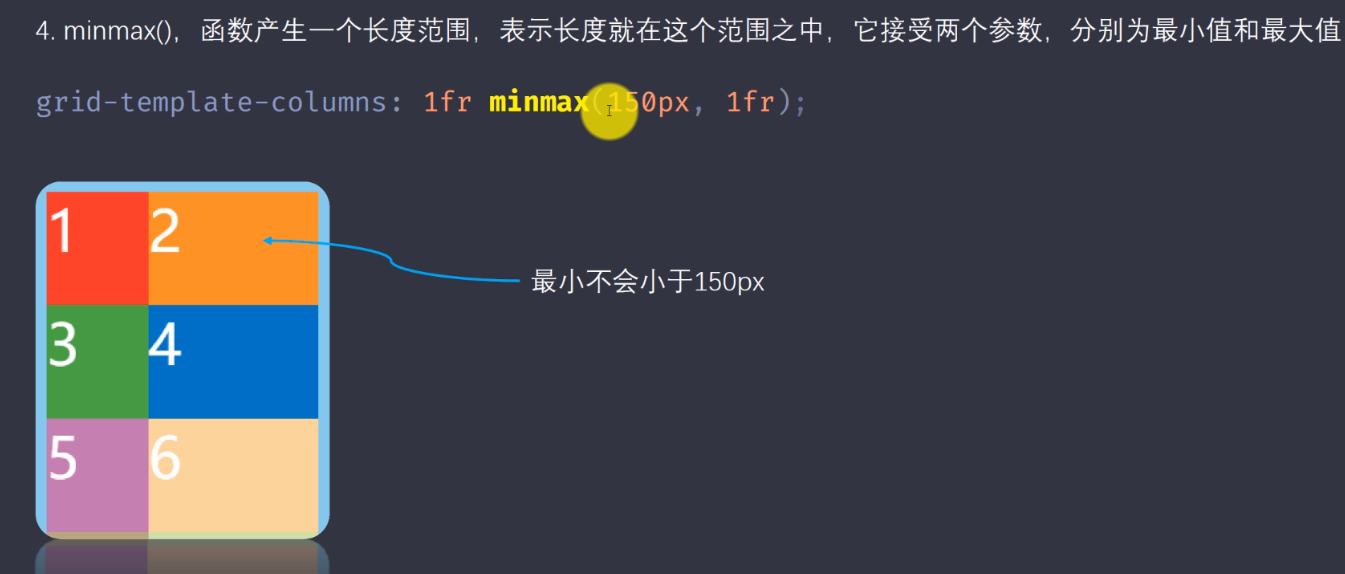 4. minmax()，函数产生一个长度范围，表示长度就在这个范围之中，它接受两个参数，分别为最小值和最大值
grid-template-columns: 1fr minmax(150px, 1fr);
1 2
最小不会小于150px
3 4
5 6